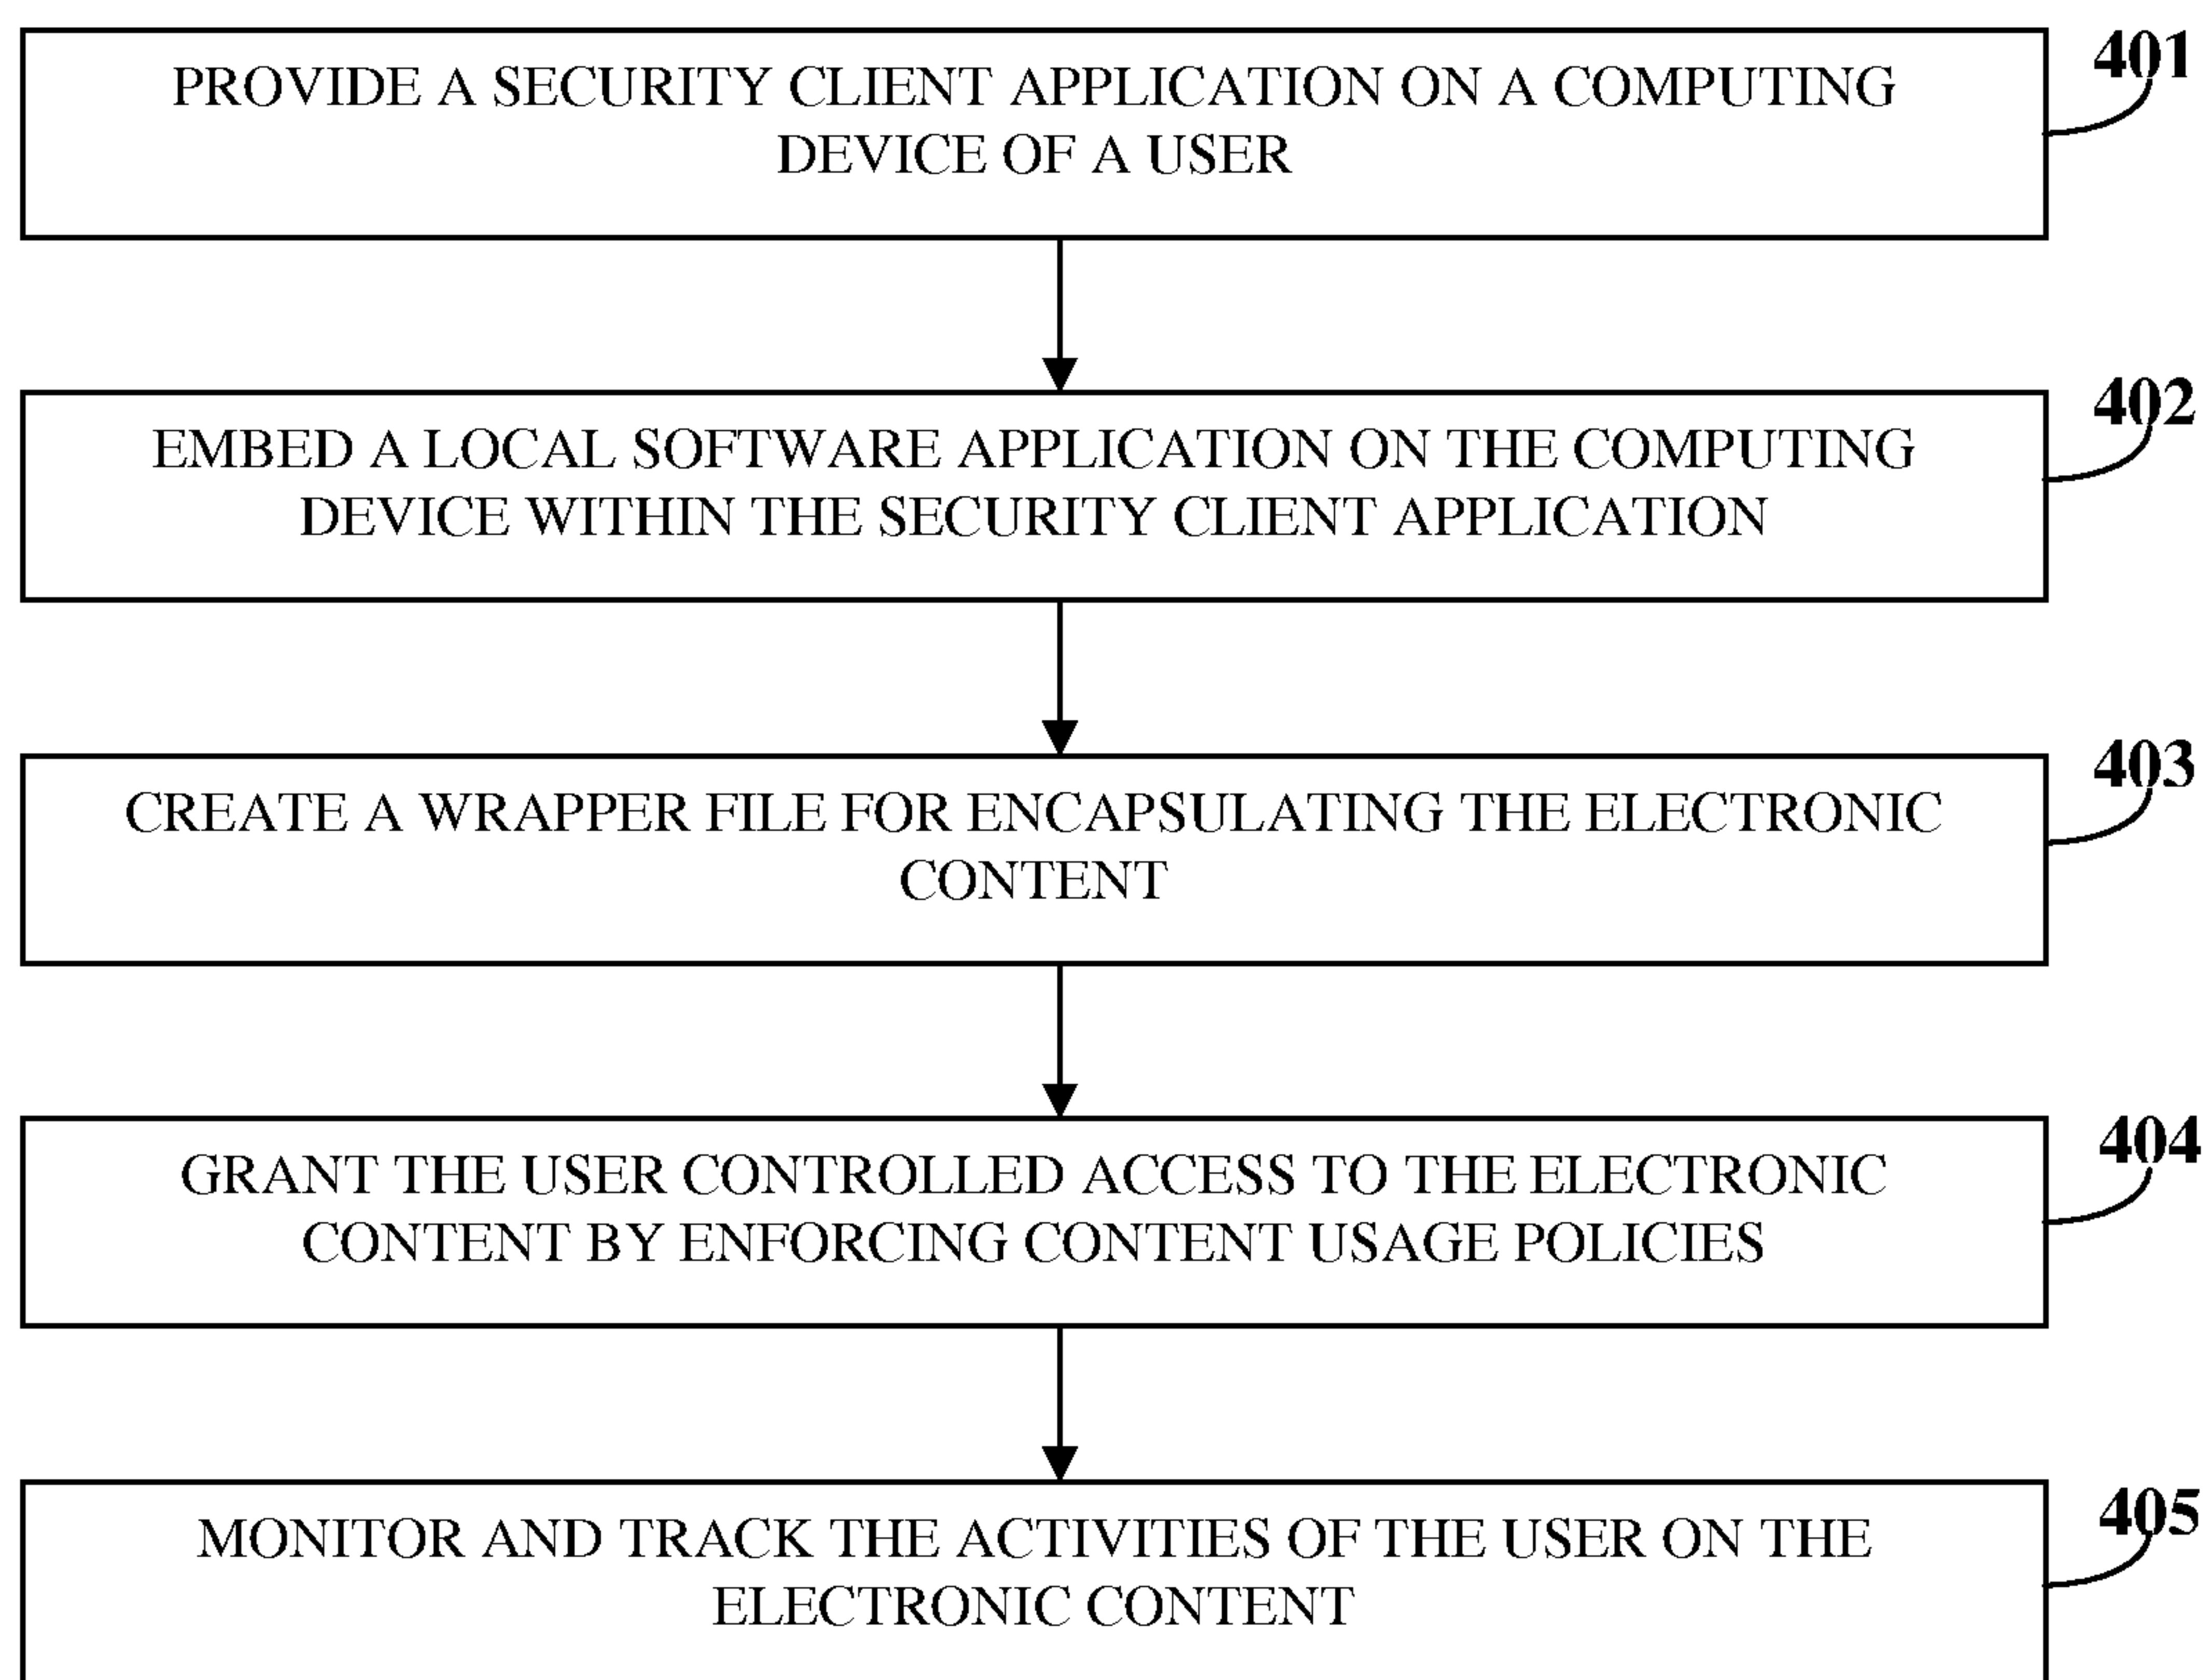 PROVIDE A SECURITY CLIENT APPLICATION ON A COMPUTING
DEVICE OF A USER
401
EMBED A LOCAL SOFTWARE APPLICATION ON THE COMPUTING
DEVICE WITHIN THE SECURITY CLIENT APPLICATION
402
CREATE A WRAPPER FILE FOR ENCAPSULATING THE ELECTRONIC
CONTENT
403
GRANT THE USER CONTROLLED ACCESS TO THE ELECTRONIC
CONTENT BY ENFORCING CONTENT USAGE POLICIES
404
MONITOR AND TRACK THE ACTIVITIES OF THE USER ON THE
ELECTRONIC CONTENT
405